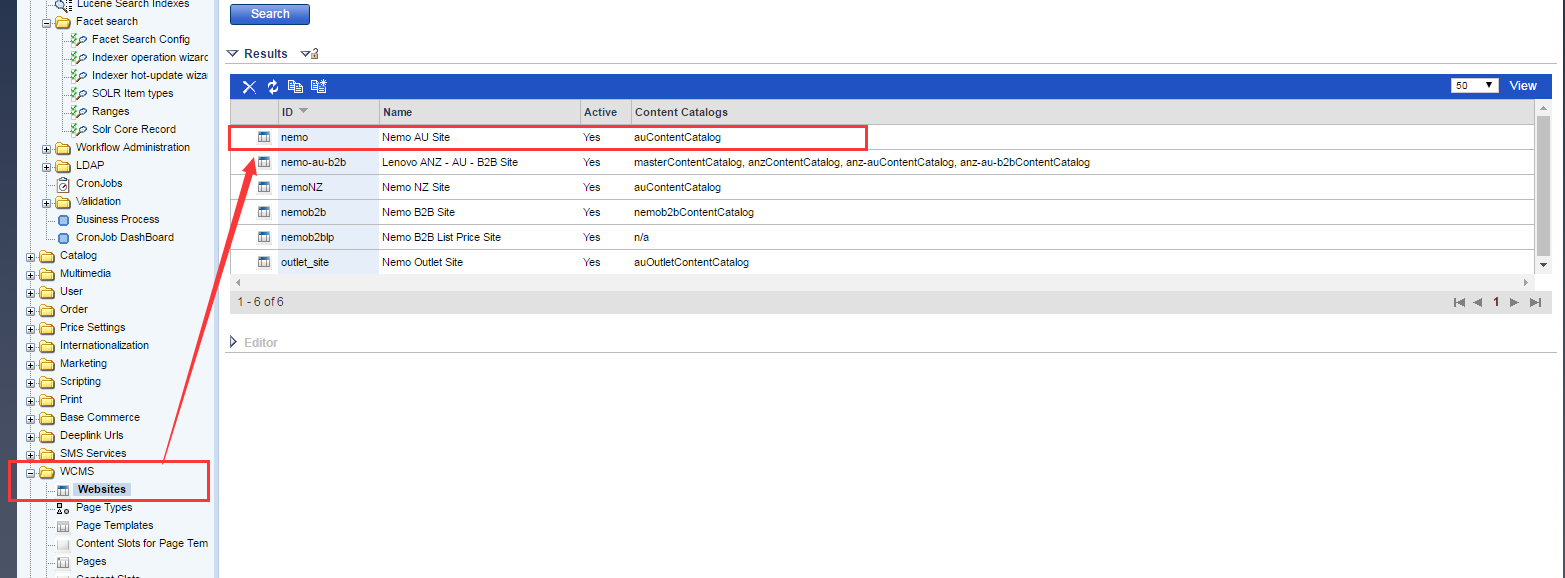 Lucene Search Indexes
Facet search
Facet Search Config
Indexer operation wizard
Indexer hot-update wiza
SOLR Item types
Ranges
Solr Core Record
Workflow Administration
LDAP
CronJobs
Validation
Business Process
CronJob DashBoard
Catalog
Multimedia
User
Order
Price Settings
Internationalization
Marketing
Scripting
Print
Base Commerce
Deeplink Urls
SMS Services
WCMS
Websites
Page Types
Page Templates
Content Slots for Page Tem
Pages
Content Slots
Search
Results
50 View
ID Name Active Content Catalogs
nemo Nemo AU Site Yes auContentCatalog
nemo-au-b2b Lenovo ANZ - AU - B2B Site Yes masterContentCatalog, anzContentCatalog, anz-auContentCatalog, anz-au-b2bContentCatalog
nemoNZ Nemo NZ Site Yes auContentCatalog
nemob2b Nemo B2B Site Yes nemob2bContentCatalog
nemob2blp Nemo B2B List Price Site Yes n/a
outlet_site Nemo Outlet Site Yes auOutletContentCatalog
1 - 6 of 6 1
Editor